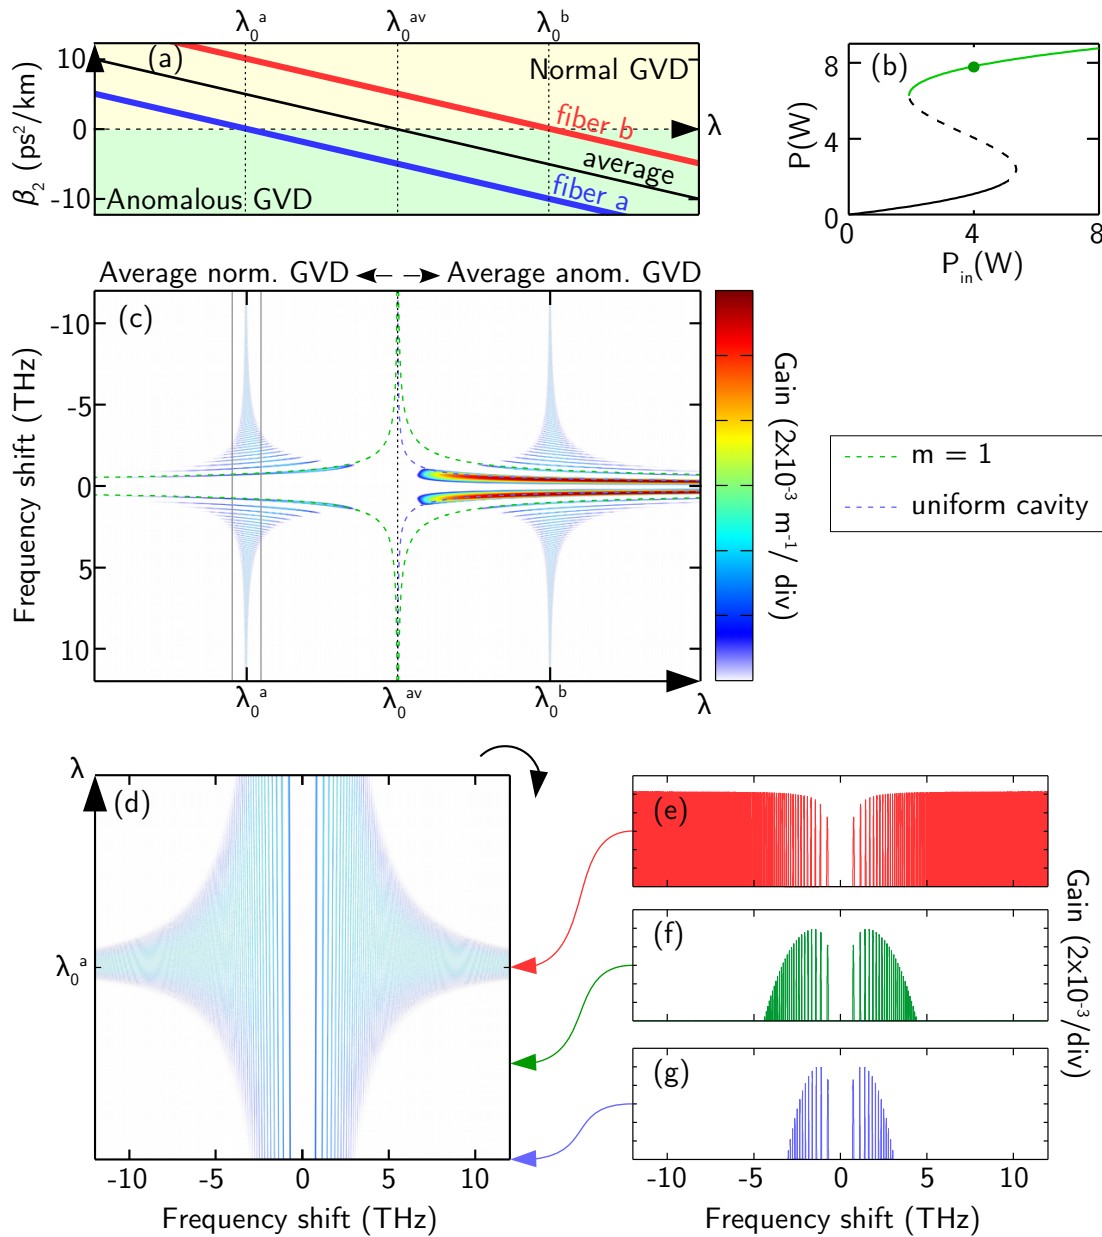 λ₀ᵃ λ₀ᵃᵛ λ₀ᵇ
(a)
Normal GVD
fiber b
average
fiber a
Anomalous GVD
β₂ (ps²/km)
10
0
-10
λ
(b)
P(W)
8
4
0
0 4 8
Pᵢₙ(W)
Average norm. GVD
Average anom. GVD
(c)
Frequency shift (THz)
-10
-5
0
5
10
λ₀ᵃ λ₀ᵃᵛ λ₀ᵇ λ
Gain (2x10⁻³ m⁻¹/ div)
m = 1
uniform cavity
λ
(d)
λ₀ᵃ
-10 -5 0 5 10
Frequency shift (THz)
(e)
(f)
(g)
-10 -5 0 5 10
Frequency shift (THz)
Gain (2x10⁻³/div)